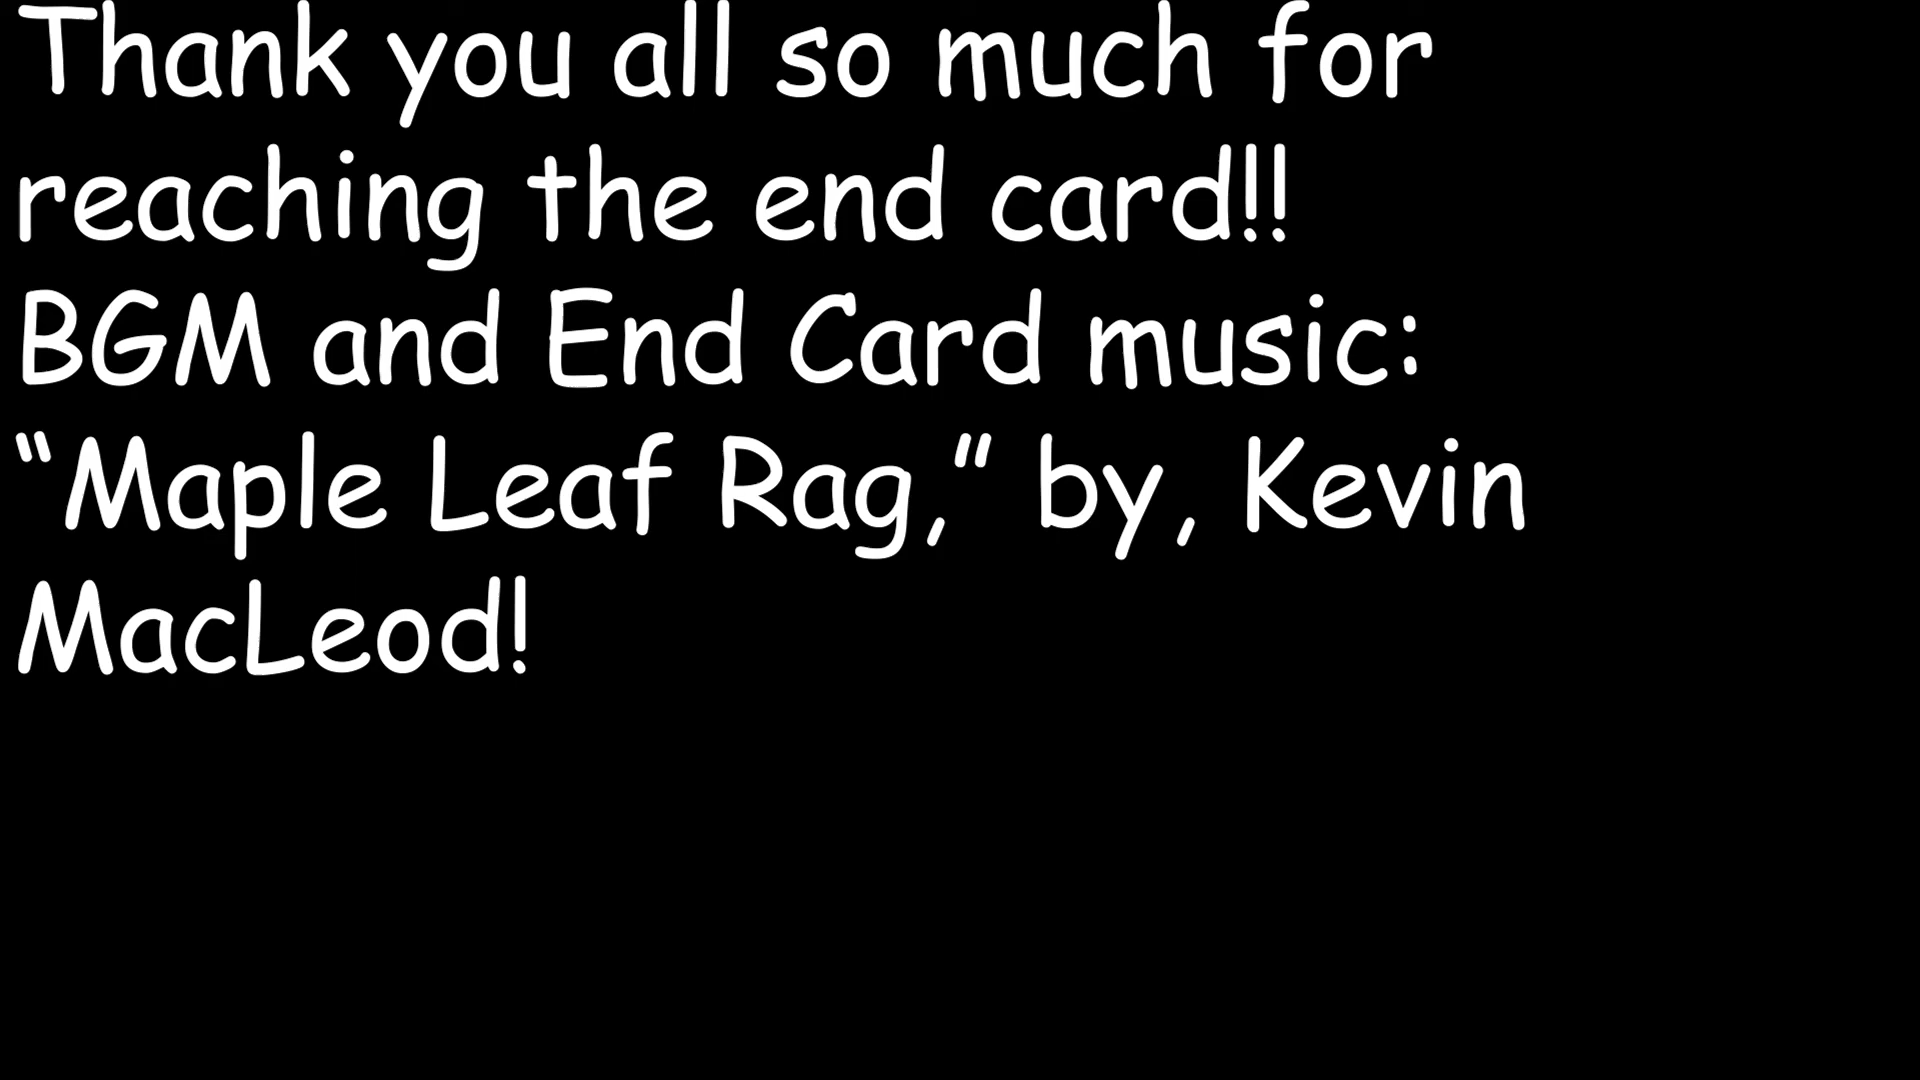 Thank you all so much for
reaching the end card!!
BGM and End Card music:
“Maple Leaf Rag,” by, Kevin
MacLeod!